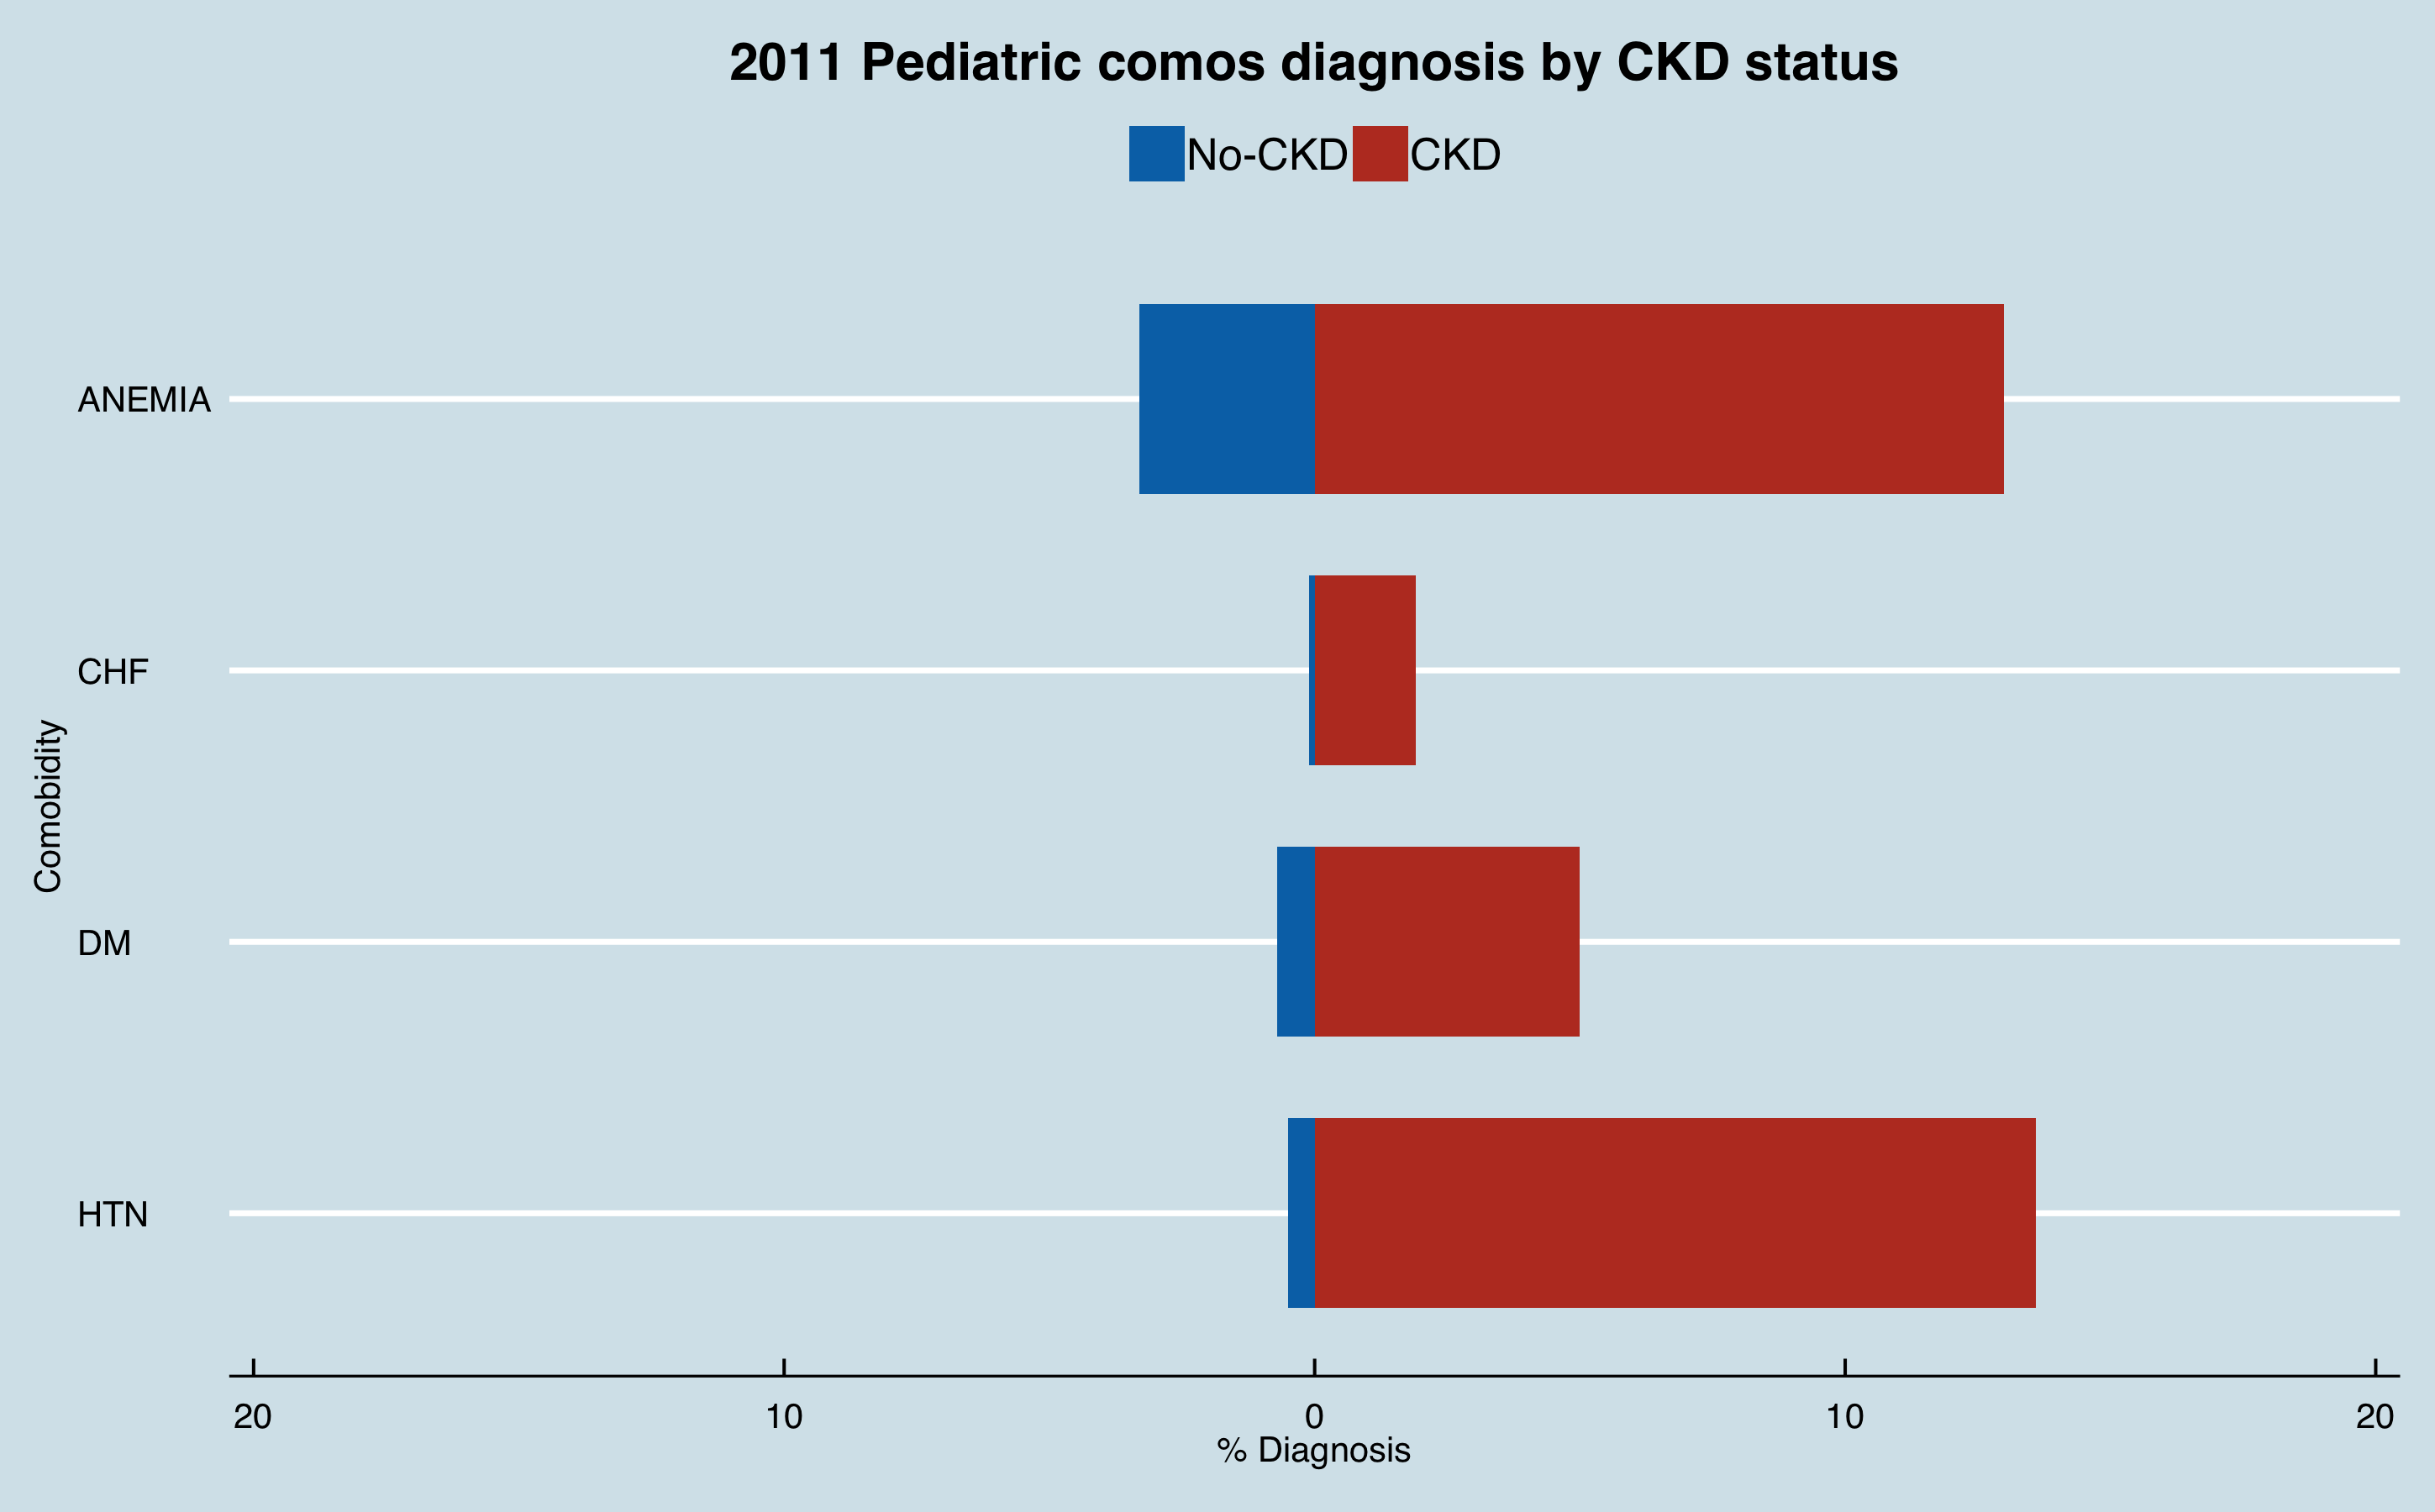 2011 Pediatric comos diagnosis by CKD status
No-CKD CKD
ANEMIA
CHF
DM
HTN
Comobidity
20 10 0 10 20
% Diagnosis